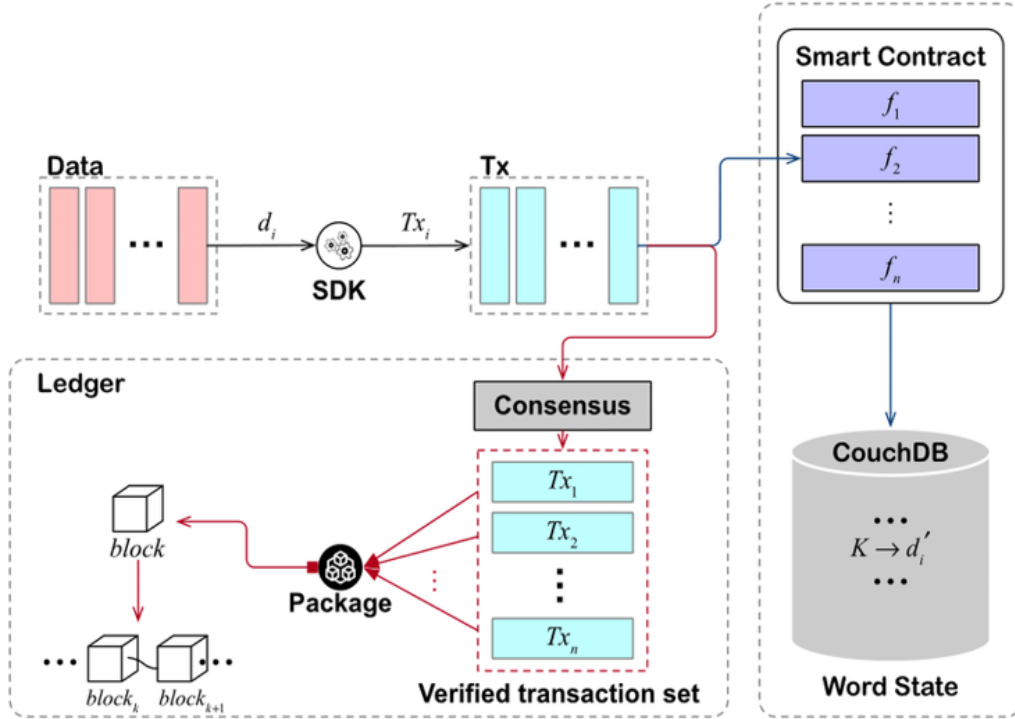 Smart Contract
f1
f2
⋮
fn
Data
...
di
SDK
Txi
Tx
...
Ledger
Consensus
Tx1
Tx2
⋮
Txn
Verified transaction set
Package
block
... blockk blockk+1 ...
CouchDB
...
K → di′
...
Word State